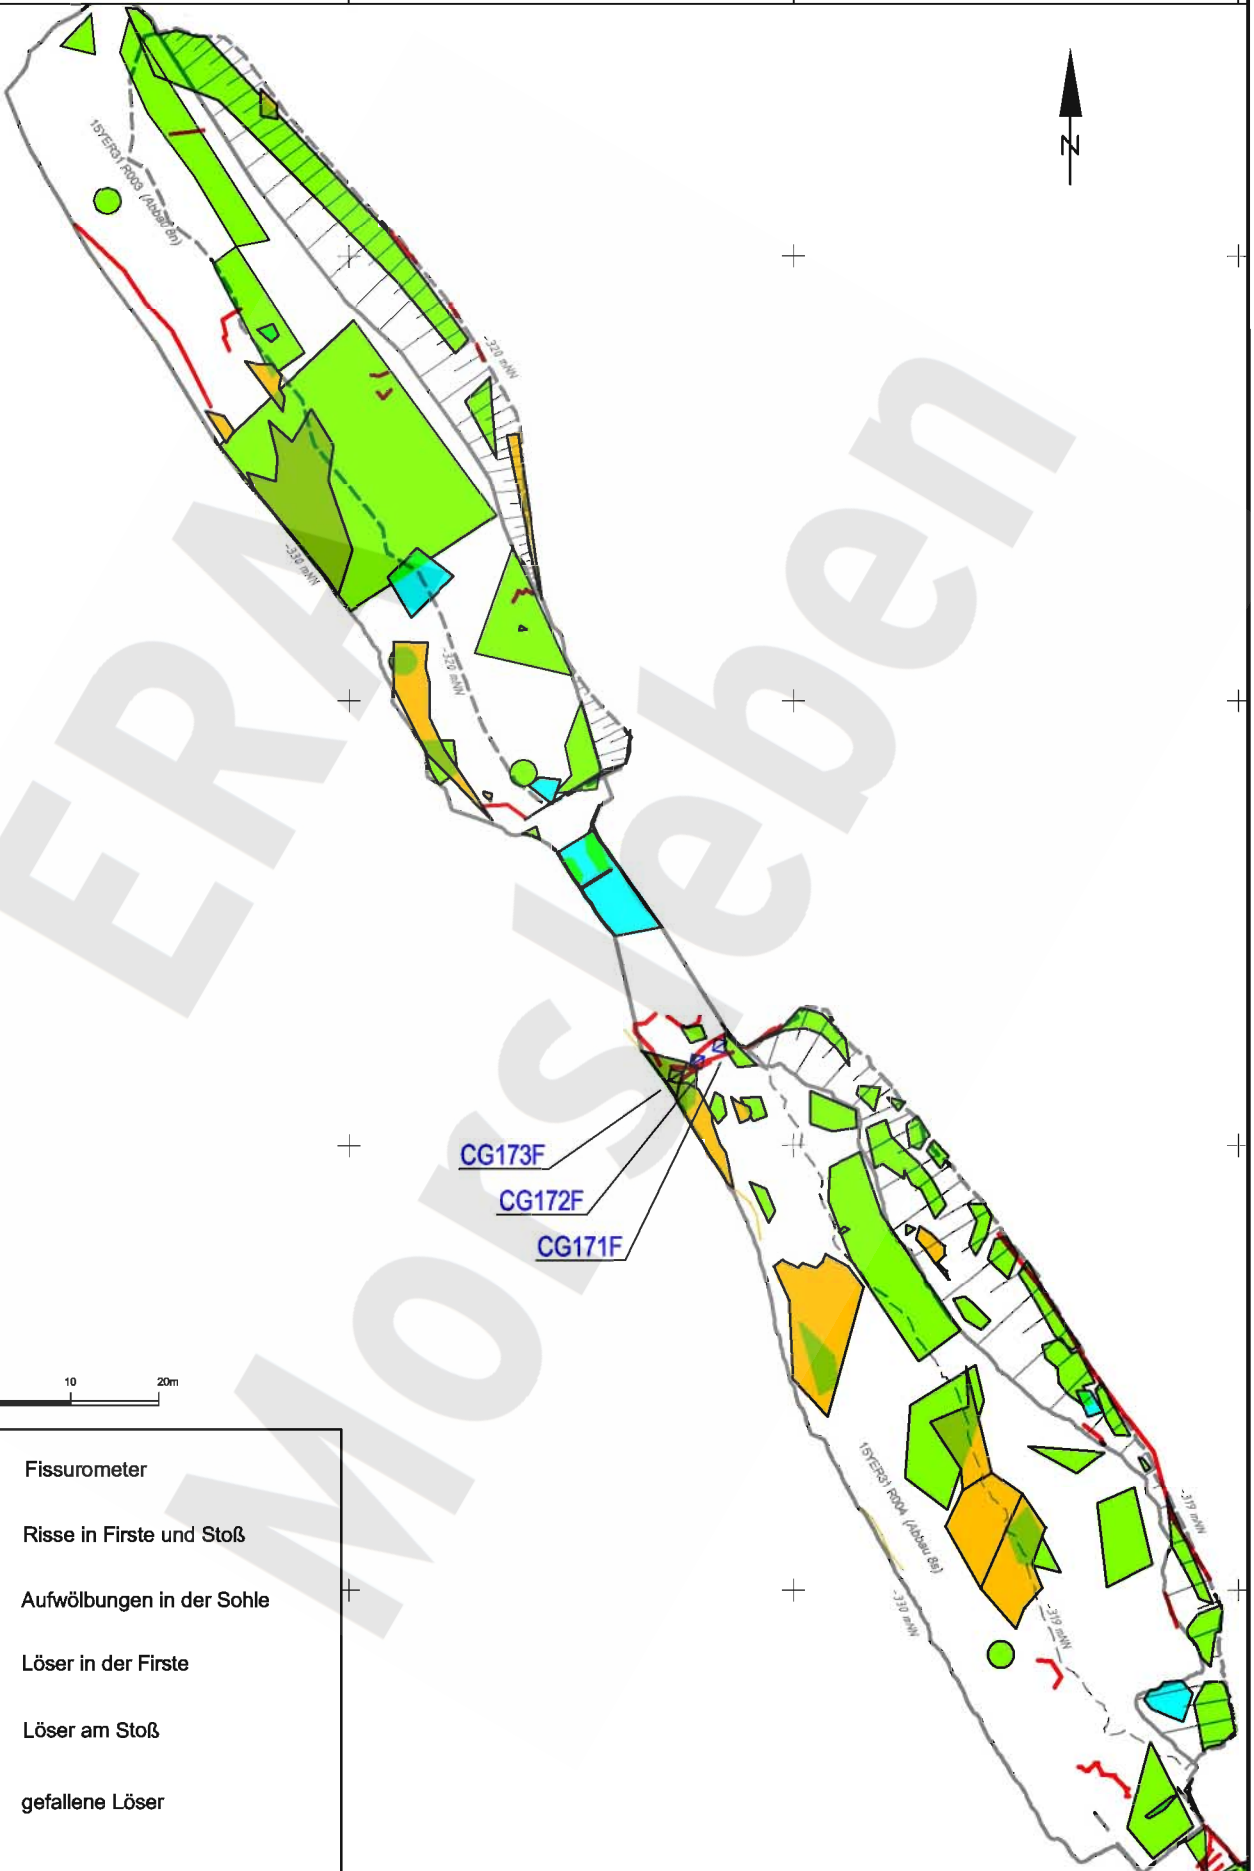 N
15YER31 R003 (Abbau 8n)
-320 mNN
-330 mNN
-320 mNN
ERA Morsleben
CG173F
CG172F
CG171F
10 20m
15YER31 R004 (Abbau 8s)
-319 mNN
-330 mNN
-319 mNN
Fissurometer
Risse in Firste und Stoß
Aufwölbungen in der Sohle
Löser in der Firste
Löser am Stoß
gefallene Löser